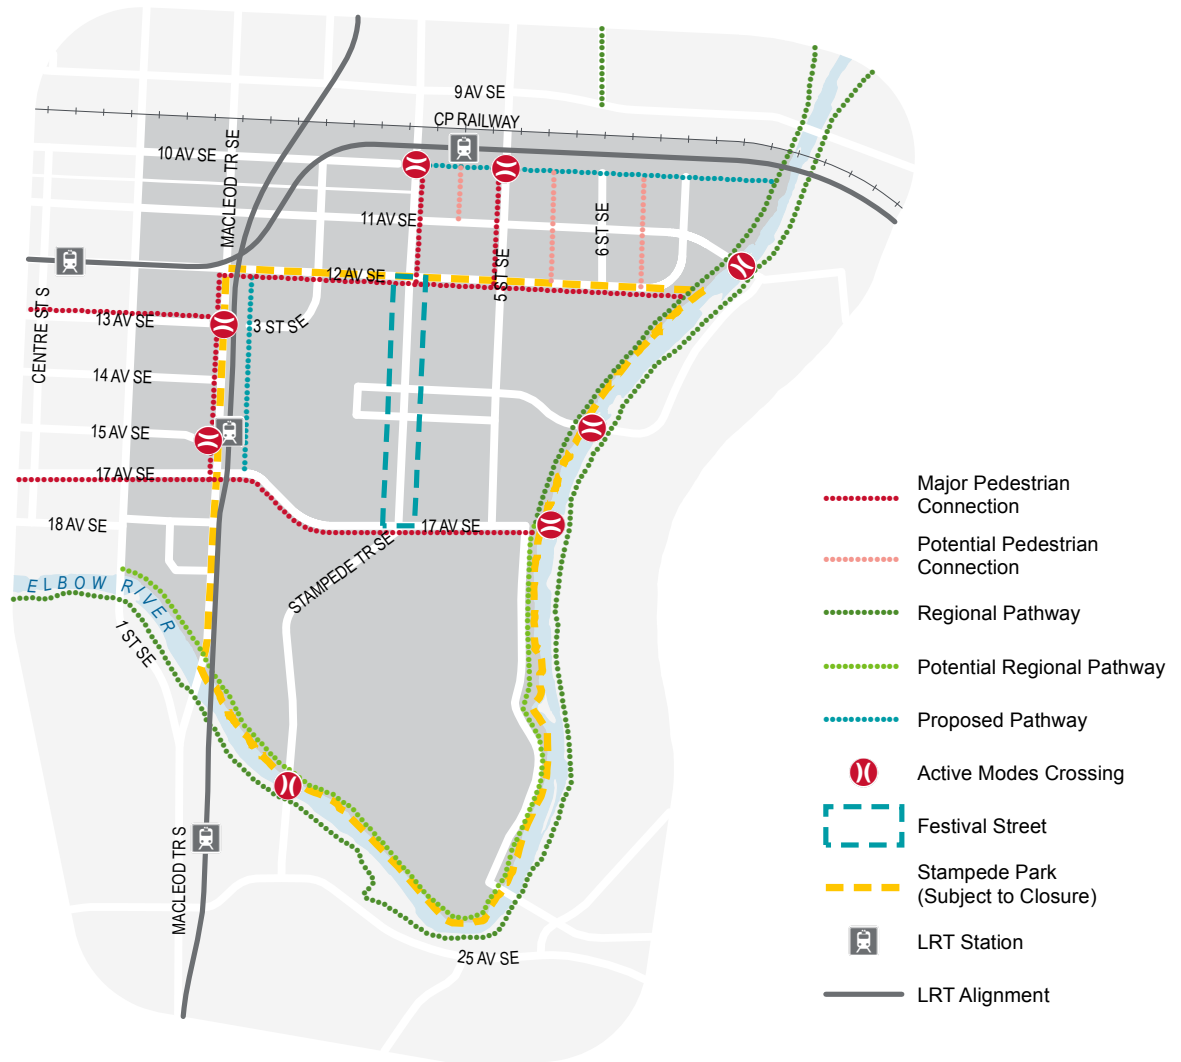 9 AV SE
CP RAILWAY
10 AV SE
MACLEOD TR SE
11 AV SE
6 ST SE
5 ST SE
12 AV SE
CENTRE ST S
13 AV SE
3 ST SE
14 AV SE
15 AV SE
17 AV SE
18 AV SE
17 AV SE
STAMPEDE TR SE
ELBOW RIVER
1 ST SE
MACLEOD TR S
25 AV SE
Major Pedestrian
Connection
Potential Pedestrian
Connection
Regional Pathway
Potential Regional Pathway
Proposed Pathway
Active Modes Crossing
Festival Street
Stampede Park
(Subject to Closure)
LRT Station
LRT Alignment